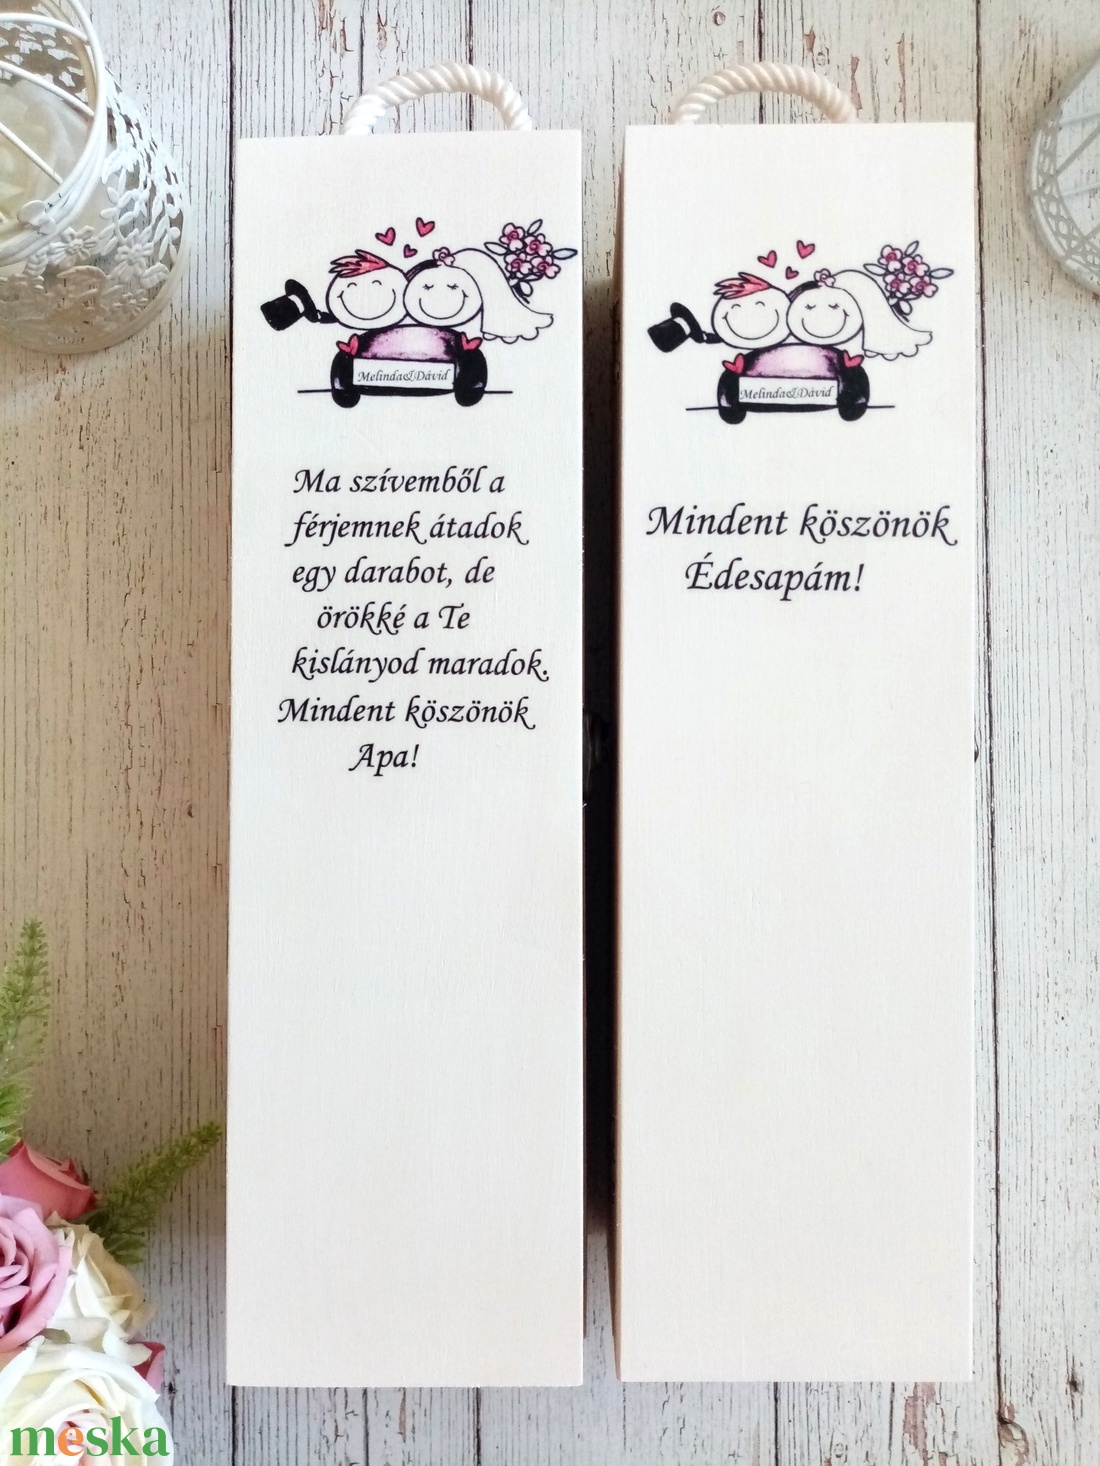 Melinda&Dávid
Ma szívemből a
férjemnek átadok
egy darabot, de
örökké a Te
kislányod maradok.
Mindent köszönök
Apa!
Melinda&Dávid
Mindent köszönök
Édesapám!
meska